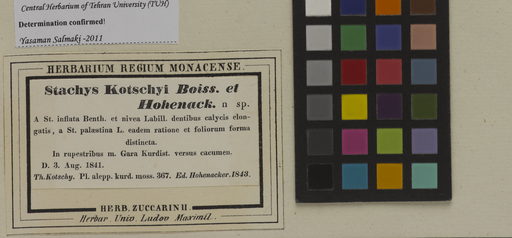 Central Herbarium of Tehran University (TUH)
Determination confirmed!
Yasaman Salmaki -2011
HERBARIUM REGIUM MONACENSE.
Stachys Kotschyi Boiss. et
Hohenack. n sp.
A St. inflata Benth. et nivea Labill. dentibus calycis elon-
gatis, a St. palæstina L. eadem ratione et foliorum forma
distincta.
In rupestribus m. Gara Kurdist. versus cacumen.
D. 3. Aug. 1841.
Th. Kotschy. Pl. alepp. kurd. moss. 367. Ed. Hohenacker. 1843.
HERB. ZUCCARINII.
Herbar. Univ. Ludov. Maximil.